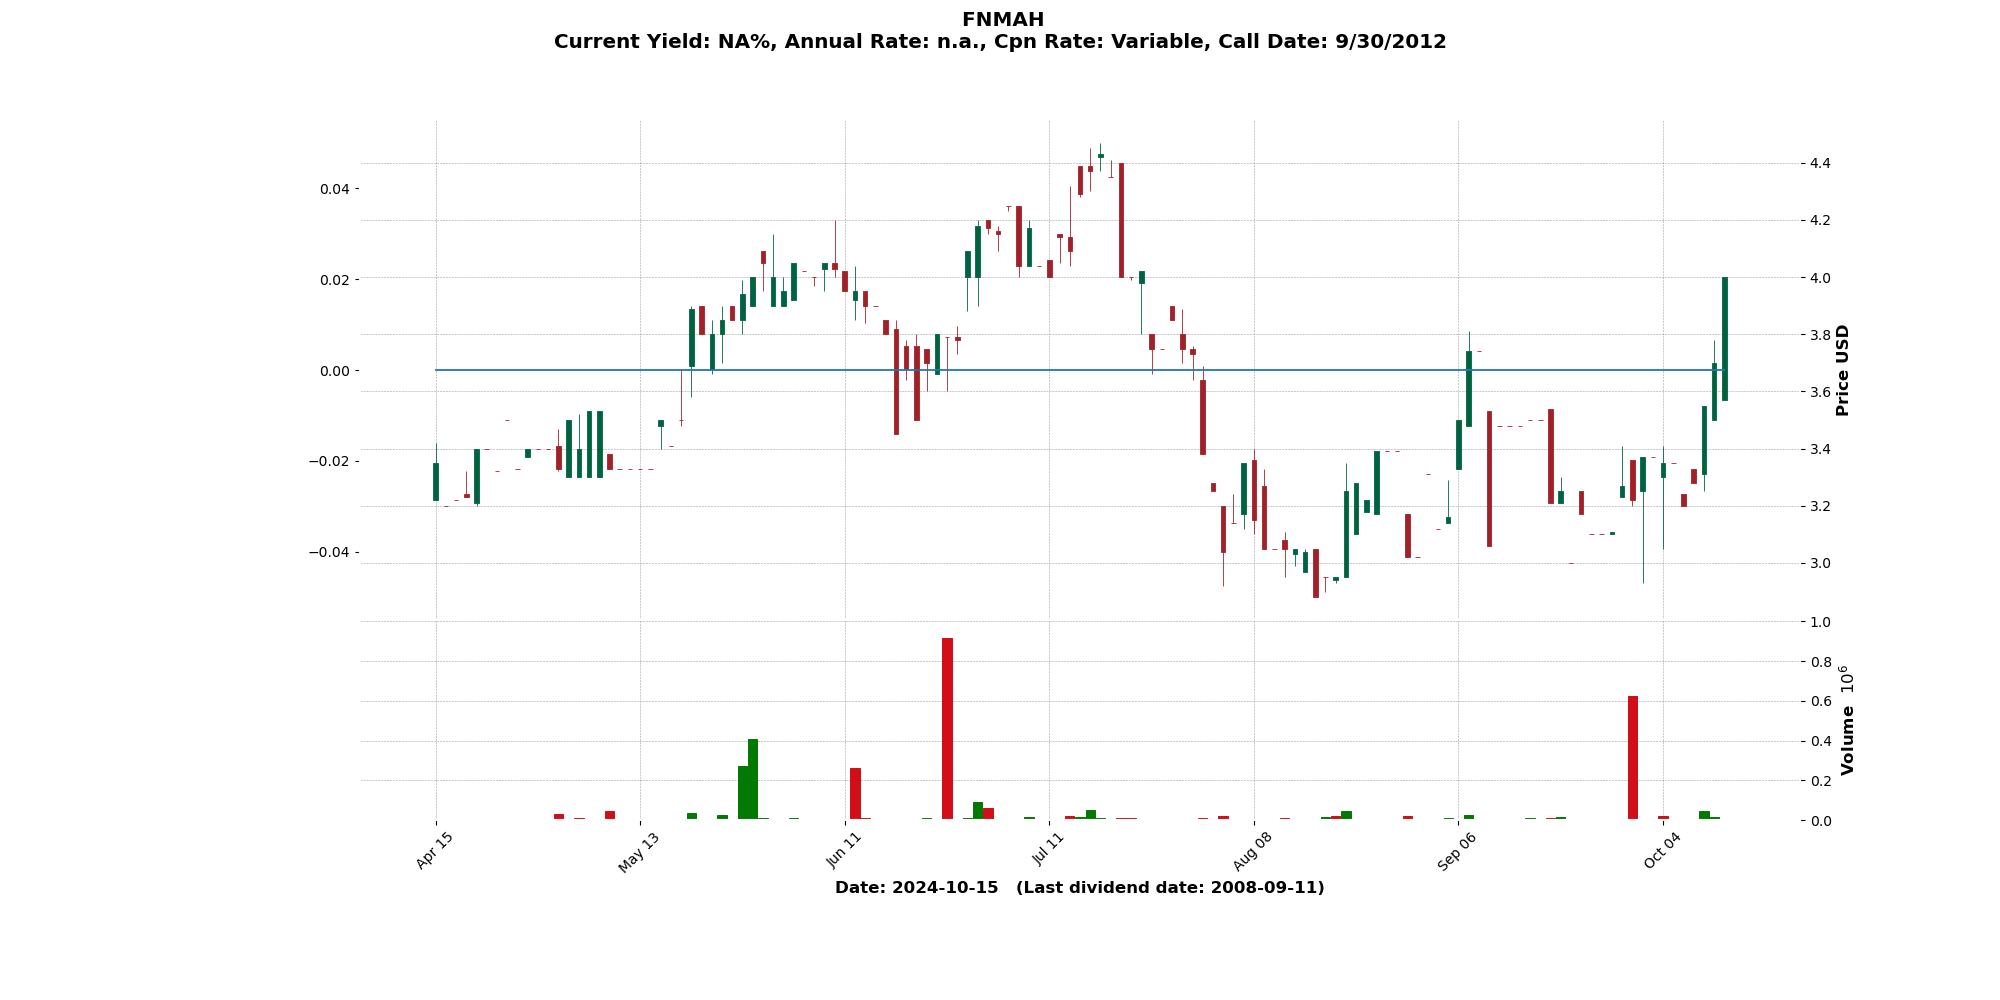 FNMAH
Current Yield: NA%, Annual Rate: n.a., Cpn Rate: Variable, Call Date: 9/30/2012
0.04
0.02
0.00
−0.02
−0.04
4.4
4.2
4.0
3.8
3.6
3.4
3.2
3.0
Price USD
1.0
0.8
0.6
0.4
0.2
0.0
Volume 10⁶
Apr 15
May 13
Jun 11
Jul 11
Aug 08
Sep 06
Oct 04
Date: 2024-10-15 (Last dividend date: 2008-09-11)